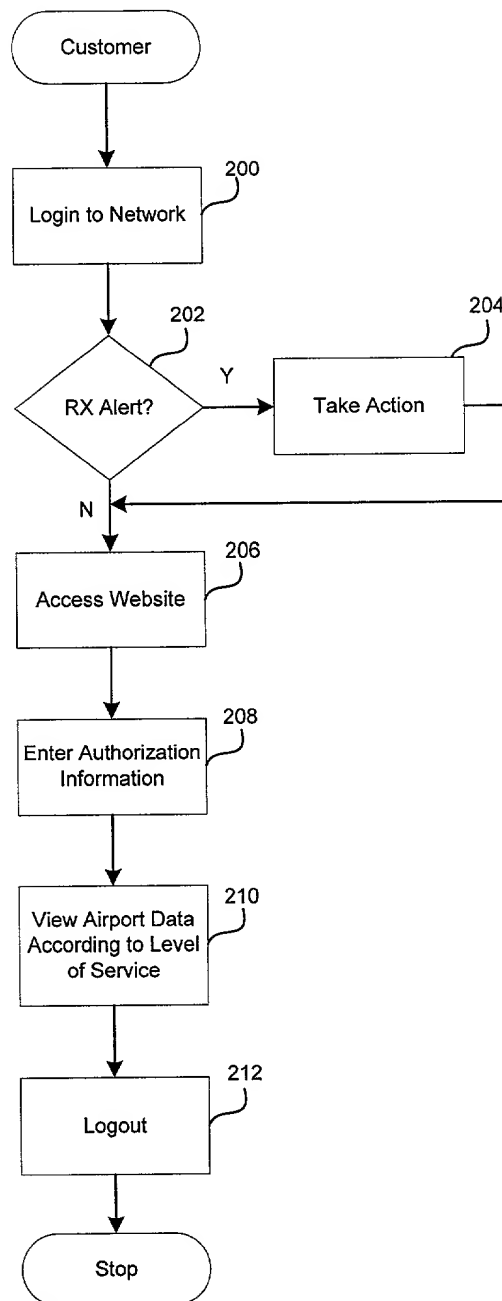 Customer
200
Login to Network
202
RX Alert?
Y
204
Take Action
N
206
Access Website
208
Enter Authorization
Information
210
View Airport Data
According to Level
of Service
212
Logout
Stop